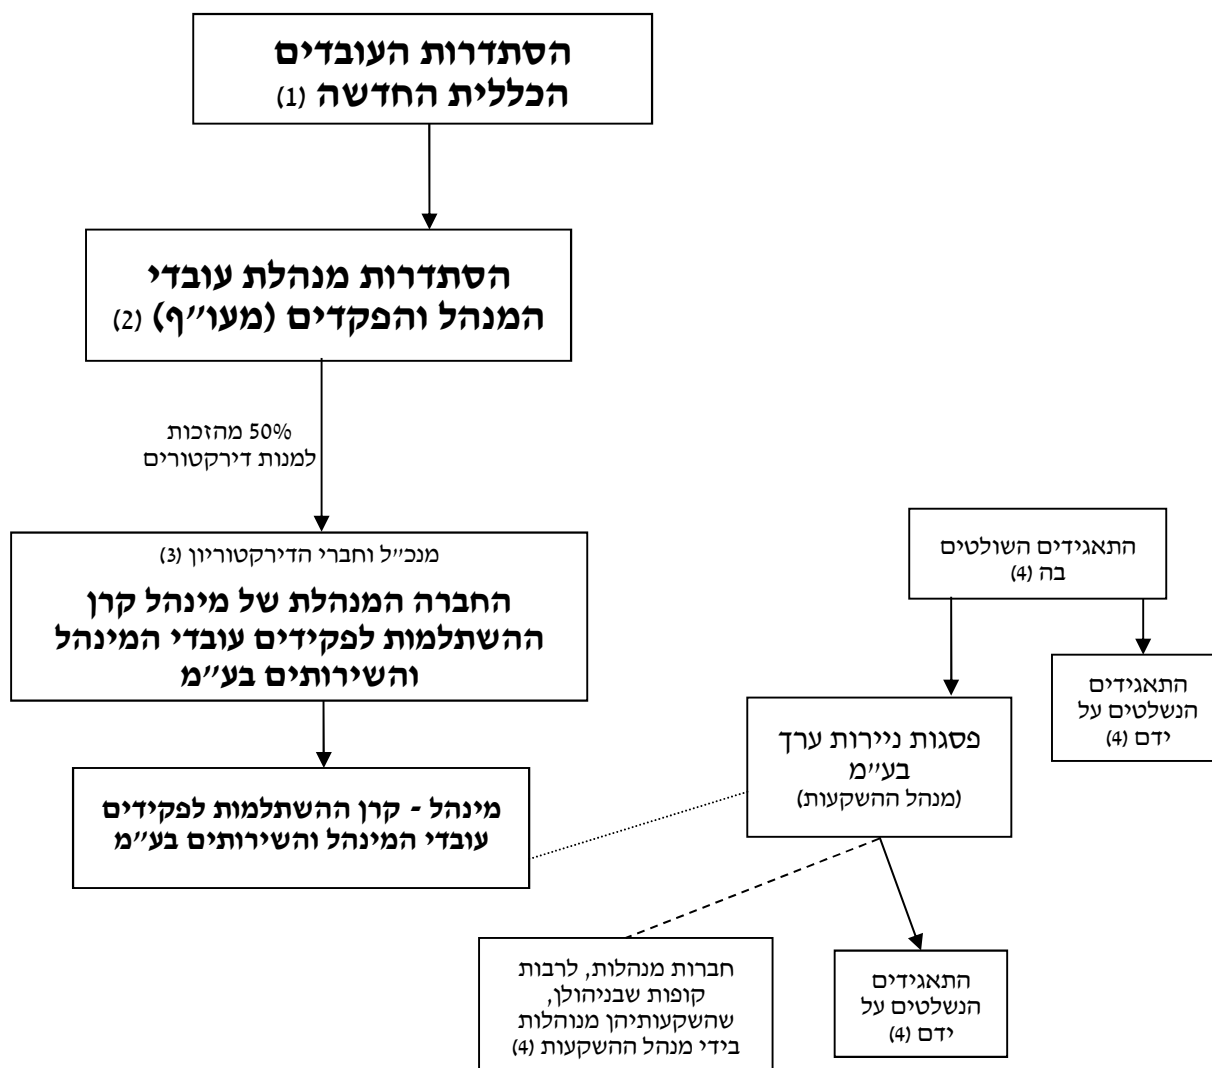 הסתדרות העובדים
הכללית החדשה (1)
הסתדרות מנהלת עובדי
המנהל והפקדים (מעו״ף) (2)
50% מהזכות
למנות דירקטורים
מנכ״ל וחברי הדירקטוריון (3)
החברה המנהלת של מינהל קרן
ההשתלמות לפקידים עובדי המינהל
והשירותים בע״מ
מינהל - קרן ההשתלמות לפקידים
עובדי המינהל והשירותים בע״מ
התאגידים השולטים
בה (4)
התאגידים
הנשלטים על
ידם (4)
פסגות ניירות ערך
בע״מ
(מנהל ההשקעות)
חברות מנהלות, לרבות
קופות שבניהולן,
שהשקעותיהן מנוהלות
בידי מנהל ההשקעות (4)
התאגידים
הנשלטים על
ידם (4)